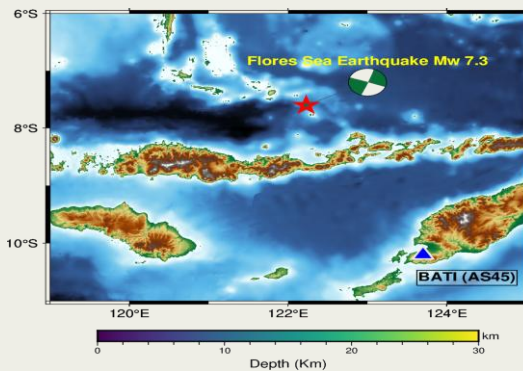 6°S
Flores Sea Earthquake Mw 7.3
8°S
10°S
BATI (AS45)
120°E
122°E
124°E
km
0
10
20
30
Depth (Km)